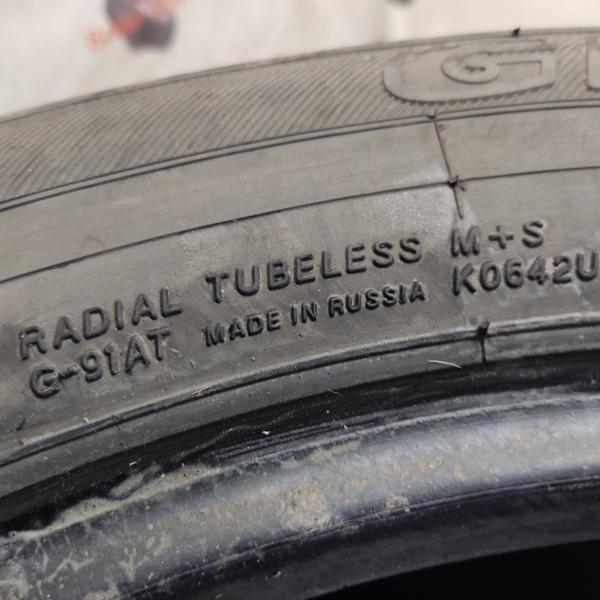 RADIAL TUBELESS M+S
G-91AT MADE IN RUSSIA K0642U